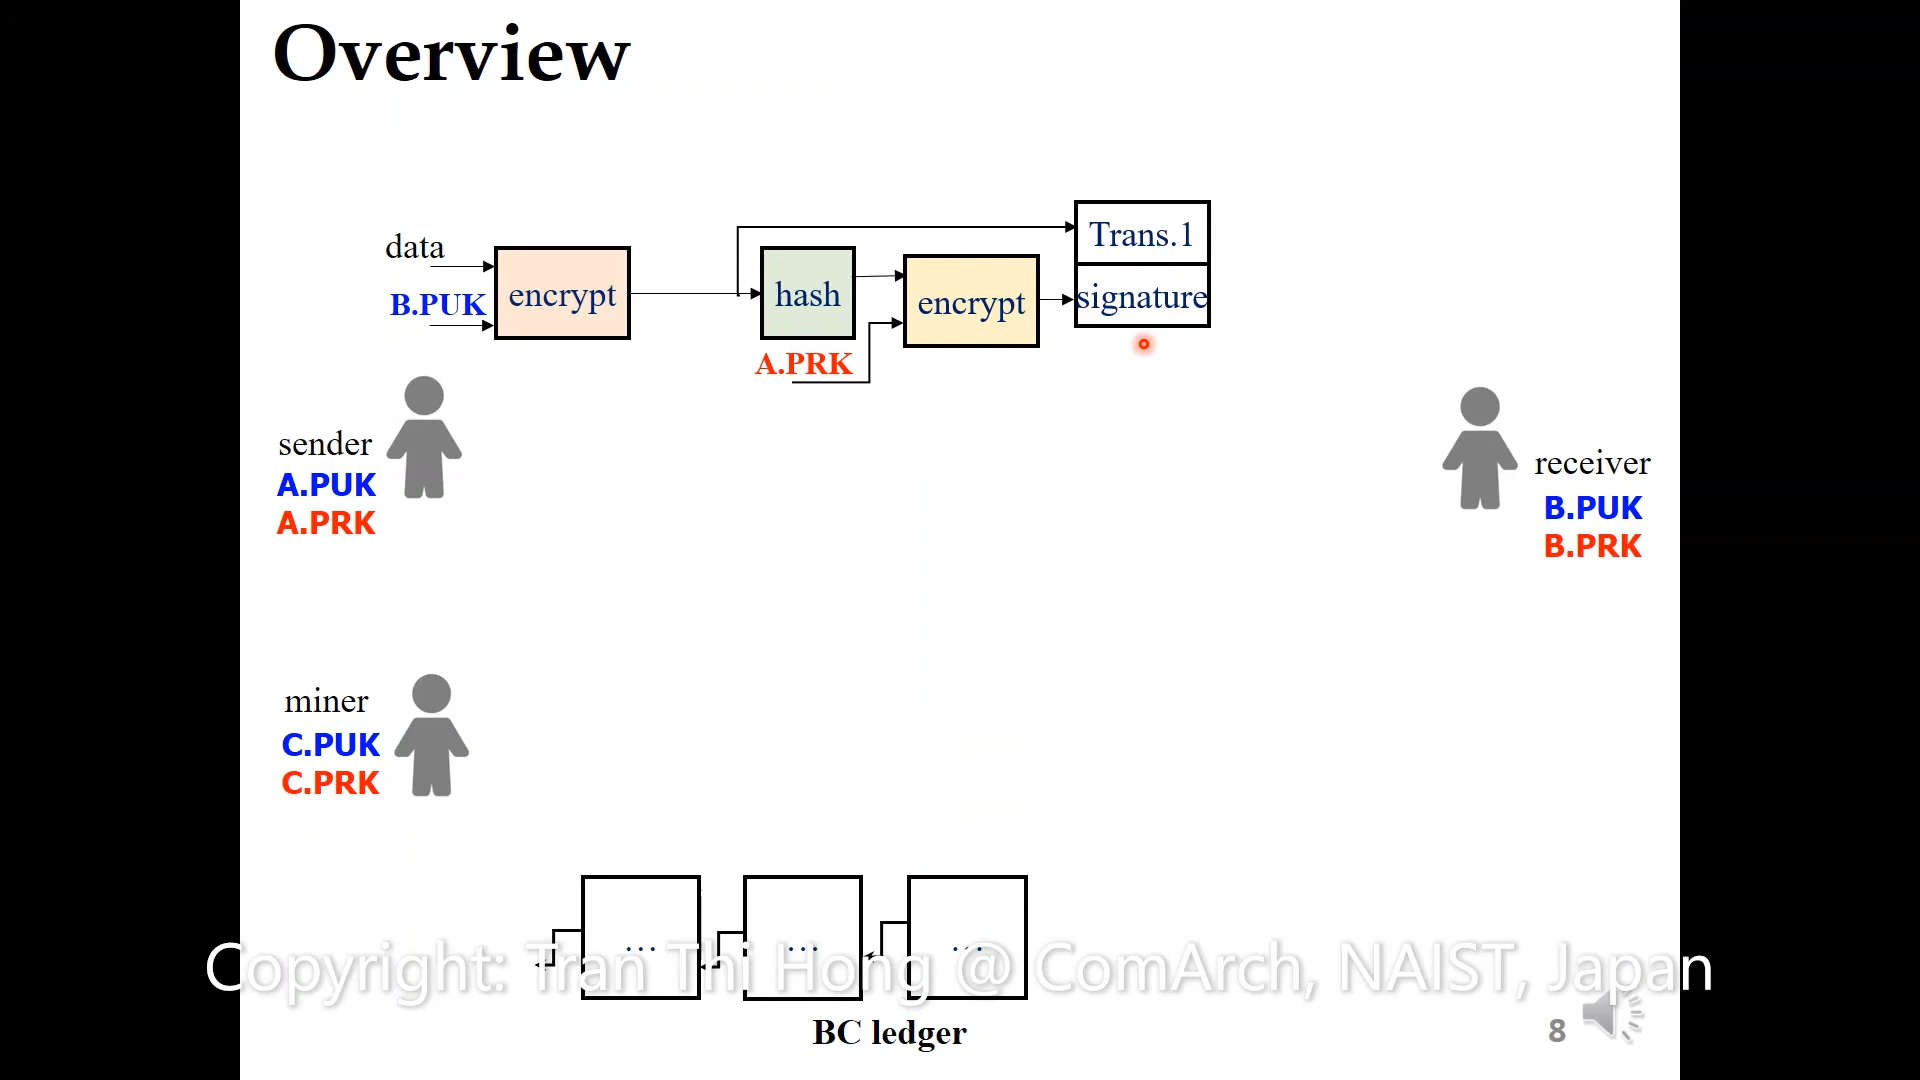 Overview
data
B.PUK
encrypt
hash
A.PRK
encrypt
Trans.1
signature
sender
A.PUK
A.PRK
receiver
B.PUK
B.PRK
miner
C.PUK
C.PRK
...
...
...
Copyright: Tran Thi Hong @ ComArch, NAIST, Japan
BC ledger
8